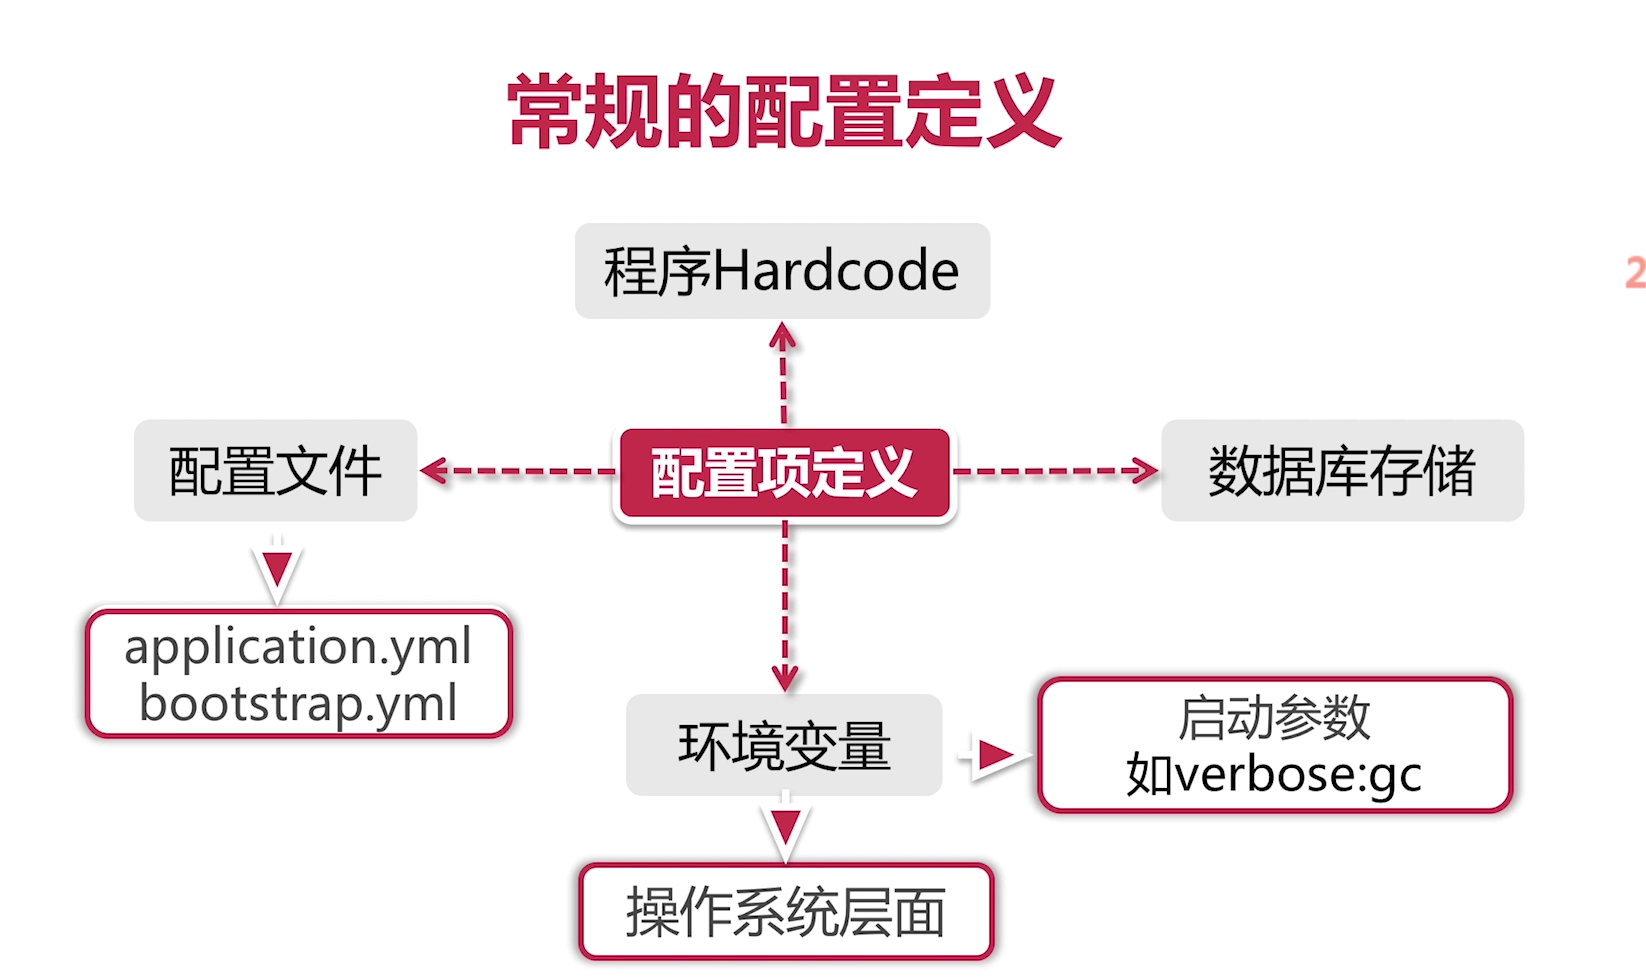 常规的配置定义
程序Hardcode
2
配置文件
配置项定义
数据库存储
application.yml
bootstrap.yml
环境变量
启动参数
如verbose:gc
操作系统层面